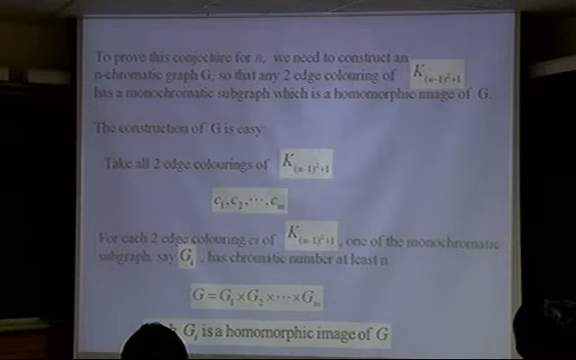 To prove this conjecture for n, we need to construct an
n-chromatic graph G, so that any 2 edge colouring of K_{(n-1)^2+1}
has a monochromatic subgraph which is a homomorphic image of G.
The construction of G is easy:
Take all 2 edge colourings of K_{(n-1)^2+1}
c_1, c_2, ⋯, c_m
For each 2 edge colouring ci of K_{(n-1)^2+1}, one of the monochromatic
subgraph, say G_i, has chromatic number at least n.
G = G_1 × G_2 × ⋯ × G_m
G_i is a homomorphic image of G